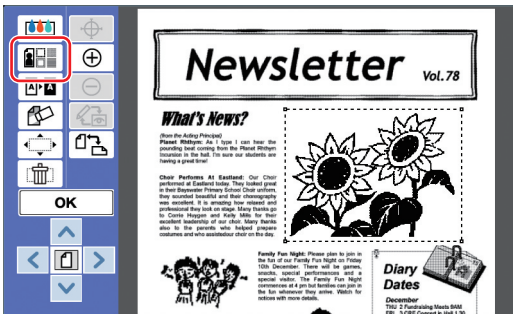 A A
OK
Newsletter Vol. 78
What's News?
(from the Acting Principal)
Planet Rhthym: As I type I can hear the
pounding beat coming from the Planet Rhthym
incursion in the hall. I'm sure our students are
having a great time!
Choir Performs At Eastland: Our Choir
performed at Eastland today. They looked great
in their Bayswater Primary School Choir uniform,
they sounded beautiful and their choreography
was excellent. It is amazing how relaxed and
professional they look on stage. Many thanks go
to Corrie Huygen and Kelly Mills for their
excellent leadership of our choir. Many thanks
also to the parents who helped prepare
costumes and who assistedour choir on the day.
Family Fun Night: Please plan to join in
the fun of our Family Fun Night on Friday
10th December. There will be games,
snacks, special performances and a
special visitor. The Family Fun Night
commences at 4 pm but families can join in
the fun whenever they arrive. Watch for
notices with more details.
Diary
Dates
December
THU 2 Fundraising Meets 9AM